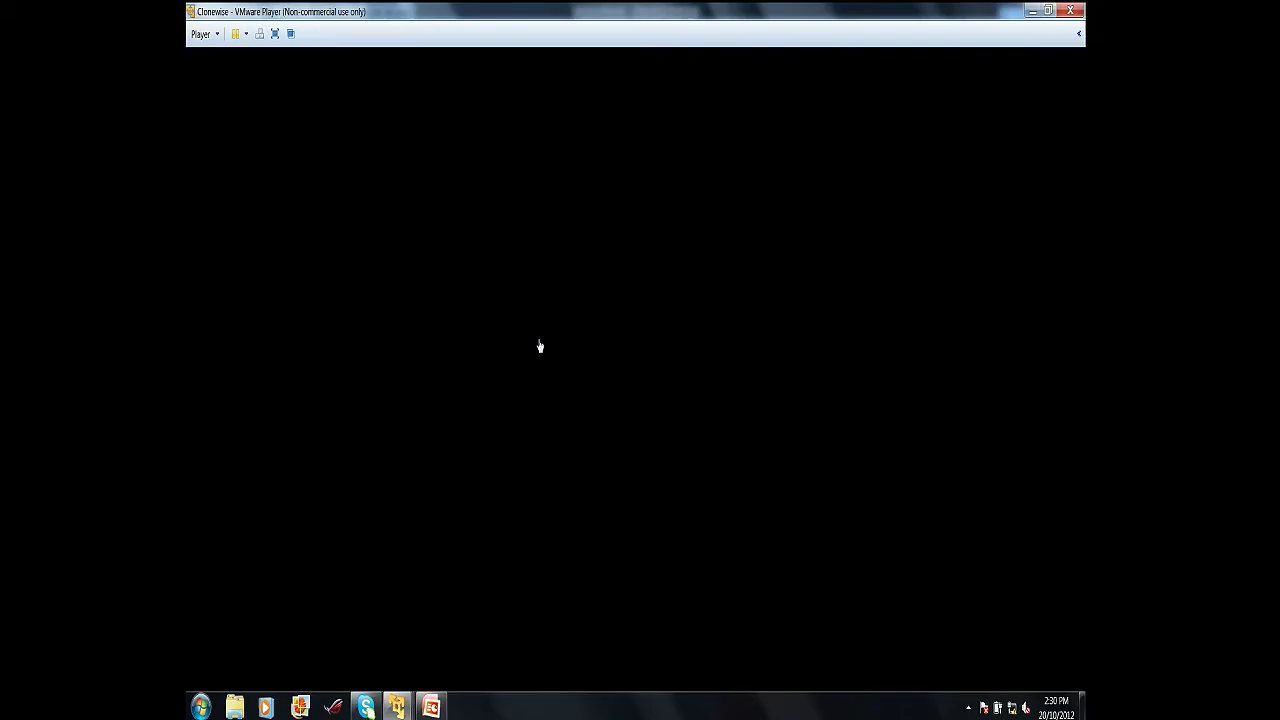 Clonewise - VMware Player (Non-commercial use only)
Player
2:30 PM
20/10/2012